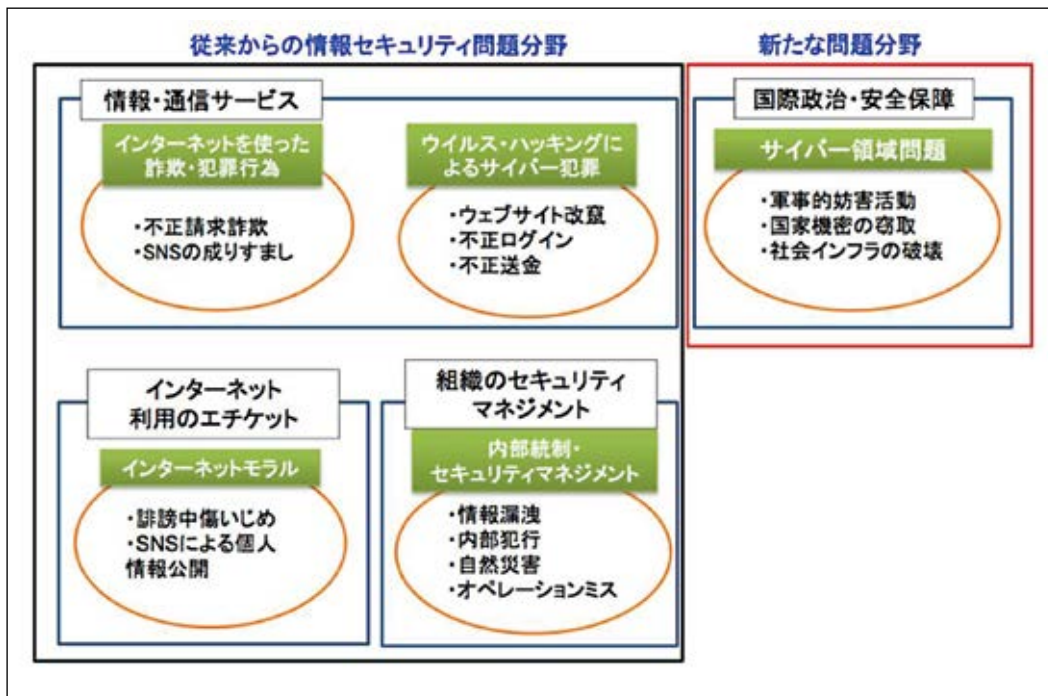 従来からの情報セキュリティ問題分野
新たな問題分野
情報・通信サービス
インターネットを使った
詐欺・犯罪行為
・不正請求詐欺
・SNSの成りすまし
ウイルス・ハッキングに
よるサイバー犯罪
・ウェブサイト改竄
・不正ログイン
・不正送金
国際政治・安全保障
サイバー領域問題
・軍事的妨害活動
・国家機密の窃取
・社会インフラの破壊
インターネット
利用のエチケット
インターネットモラル
・誹謗中傷いじめ
・SNSによる個人
情報公開
組織のセキュリティ
マネジメント
内部統制・
セキュリティマネジメント
・情報漏洩
・内部犯行
・自然災害
・オペレーションミス